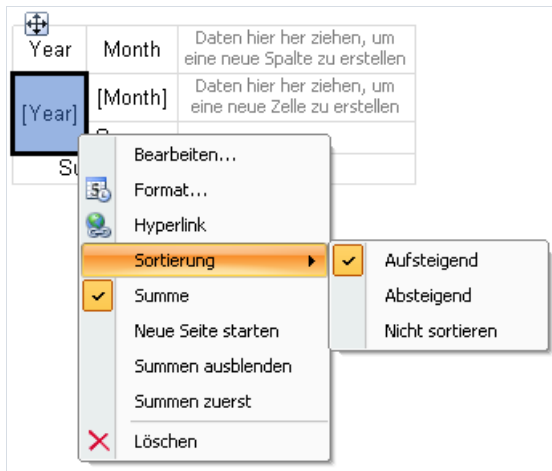 Year
Month
Daten hier her ziehen, um
eine neue Spalte zu erstellen
[Year]
[Month]
Daten hier her ziehen, um
eine neue Zelle zu erstellen
Bearbeiten...
Format...
Hyperlink
Sortierung
Aufsteigend
Summe
Absteigend
Neue Seite starten
Nicht sortieren
Summen ausblenden
Summen zuerst
Löschen